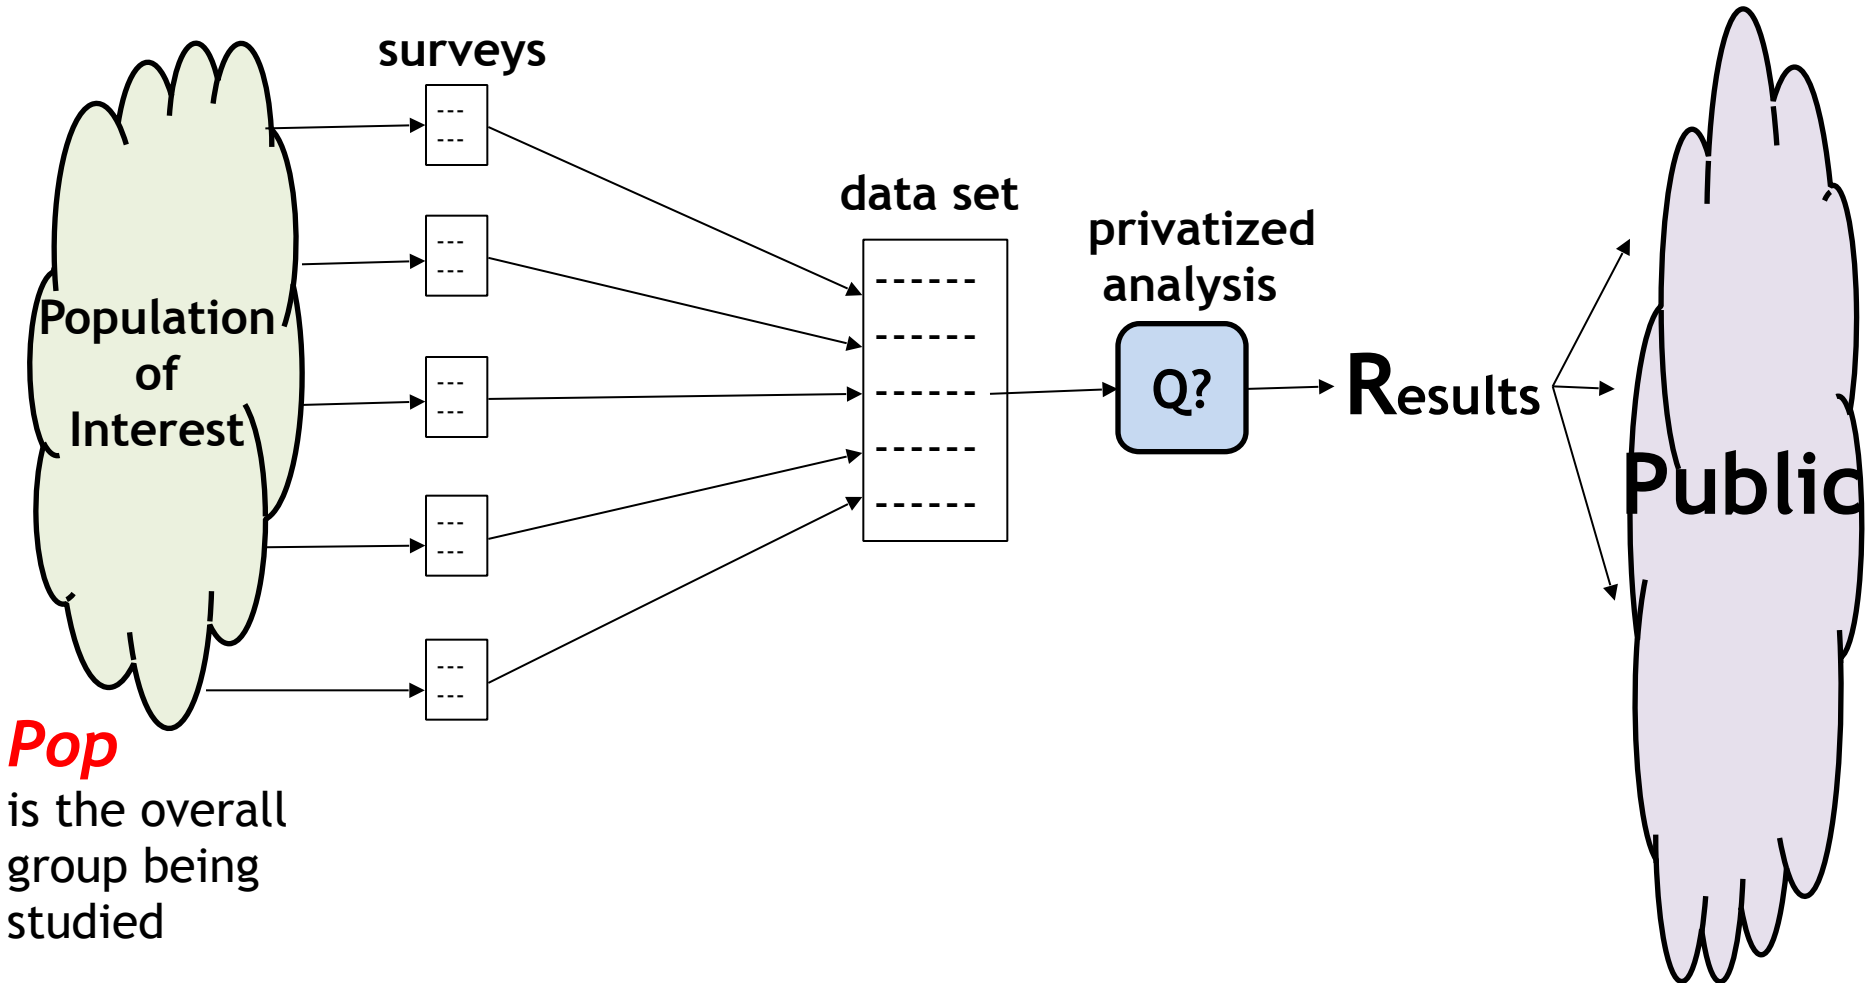 surveys
Population
of
Interest
---
---
---
---
---
---
---
---
---
---
data set
------
------
------
------
------
privatized
analysis
Q?
Results
Public
Pop
is the overall
group being
studied